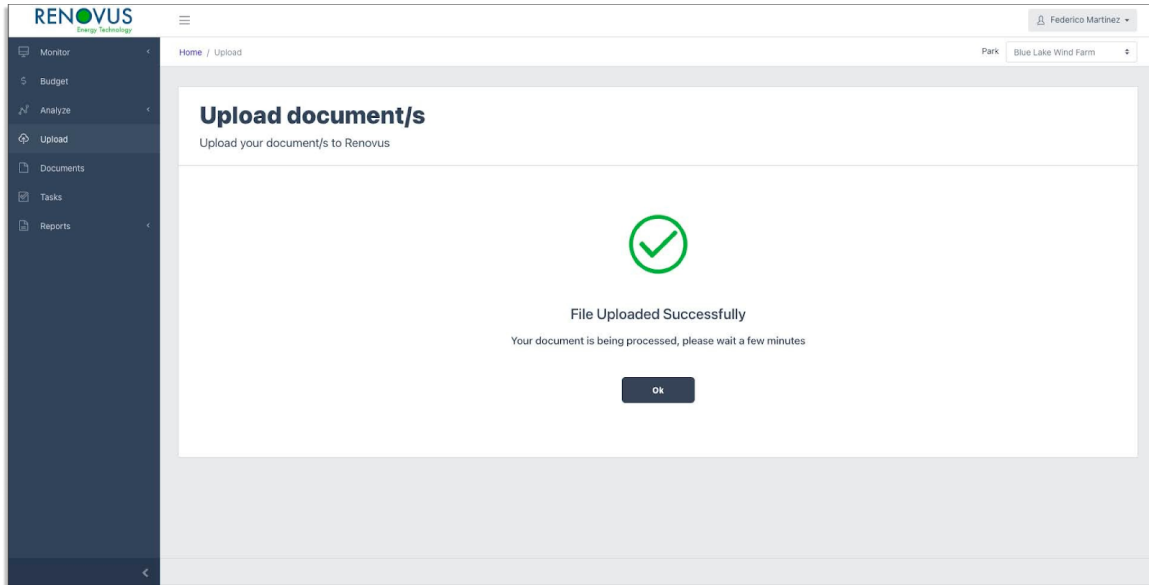 RENOVUS
Energy Technology
Federico Martínez
Monitor
Home / Upload
Park Blue Lake Wind Farm
Budget
Analyze
Upload
Documents
Tasks
Reports
Upload document/s
Upload your document/s to Renovus
File Uploaded Successfully
Your document is being processed, please wait a few minutes
Ok